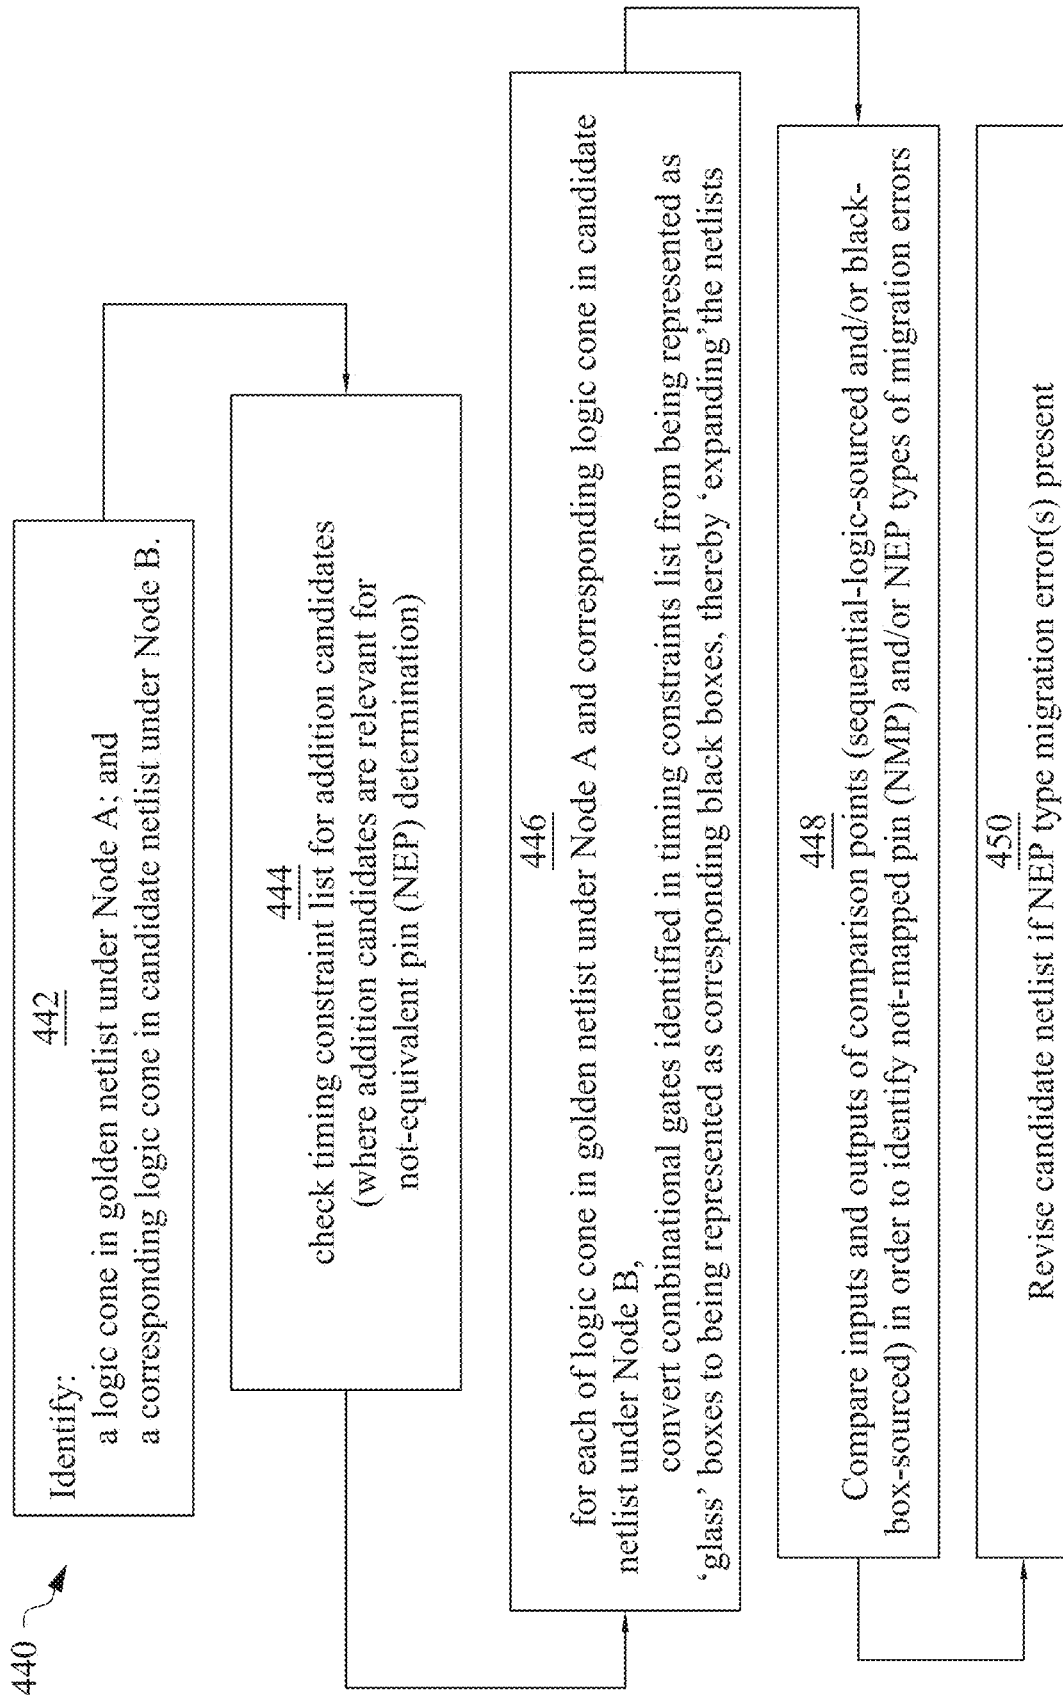 440
442
Identify:
a logic cone in golden netlist under Node A; and
a corresponding logic cone in candidate netlist under Node B.
444
check timing constraint list for addition candidates
(where addition candidates are relevant for
not-equivalent pin (NEP) determination)
446
for each of logic cone in golden netlist under Node A and corresponding logic cone in candidate
netlist under Node B,
convert combinational gates identified in timing constraints list from being represented as
‘glass’ boxes to being represented as corresponding black boxes, thereby ‘expanding’ the netlists
448
Compare inputs and outputs of comparison points (sequential-logic-sourced and/or black-
box-sourced) in order to identify not-mapped pin (NMP) and/or NEP types of migration errors
450
Revise candidate netlist if NEP type migration error(s) present